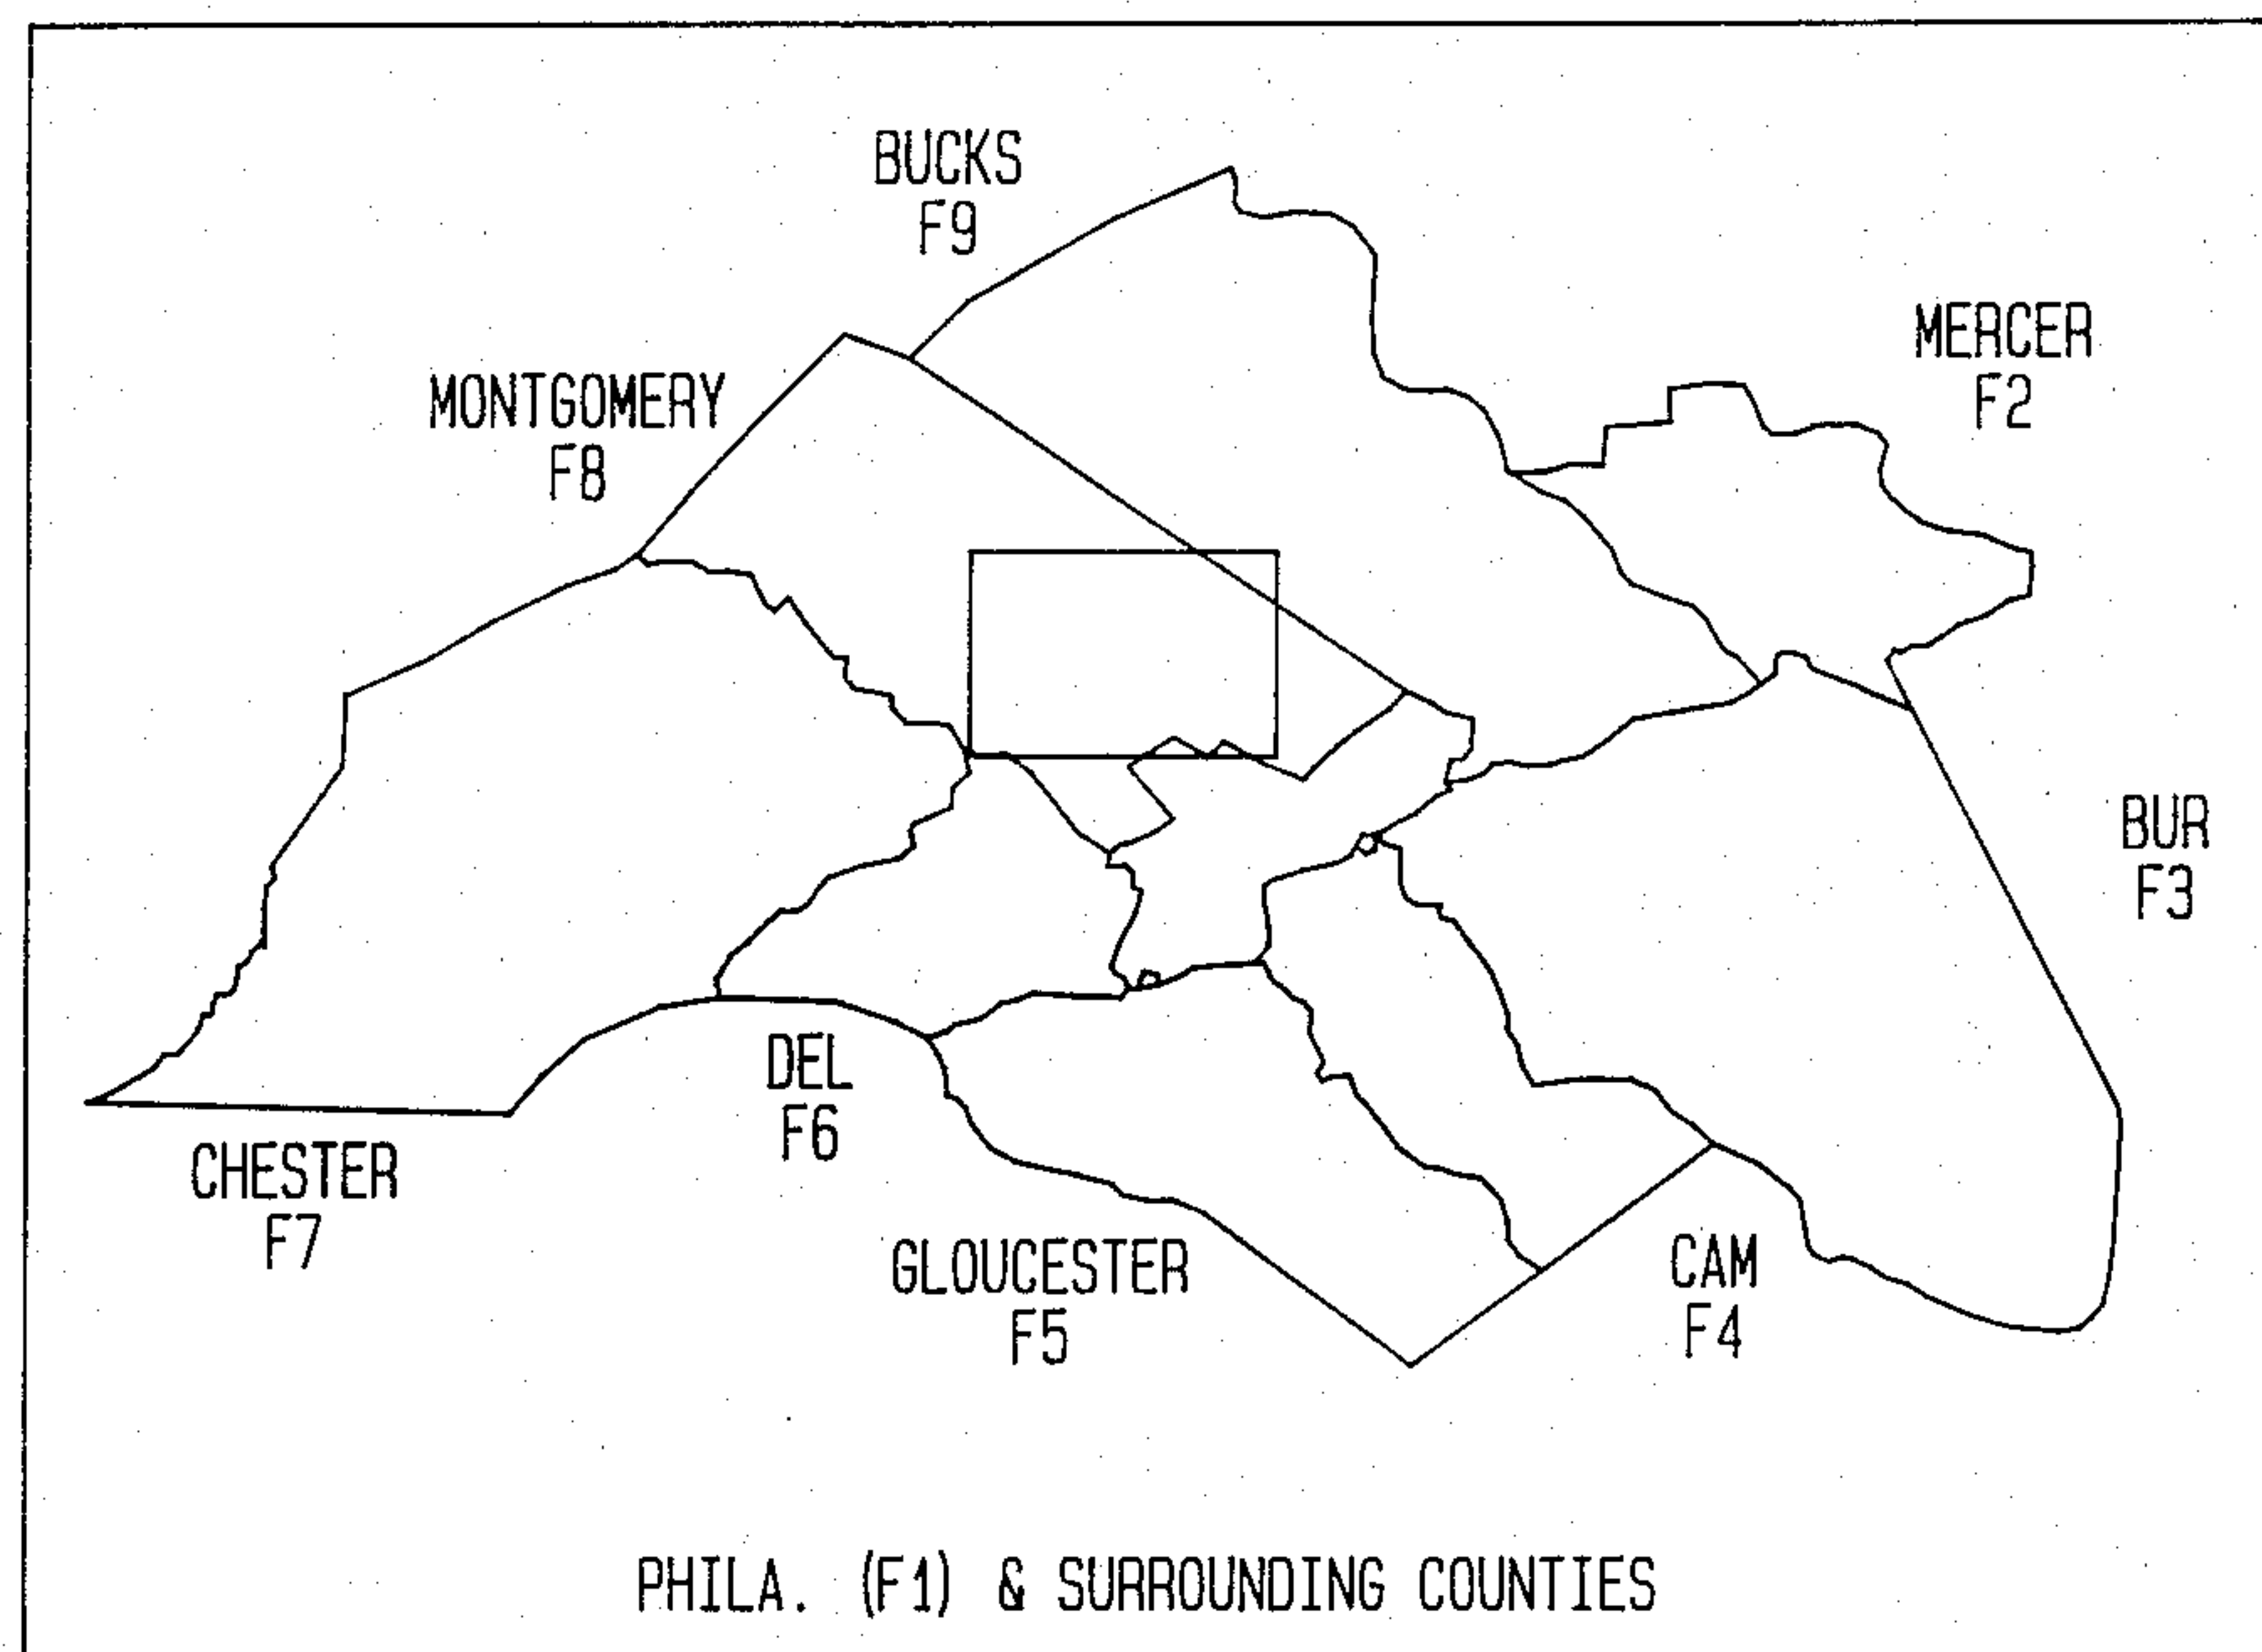 BUCKS
F9
MERCER
F2
MONTGOMERY
F8
BUR
F3
DEL
F6
CHESTER
F7
GLOUCESTER
F5
CAM
F4
PHILA. (F1) & SURROUNDING COUNTIES